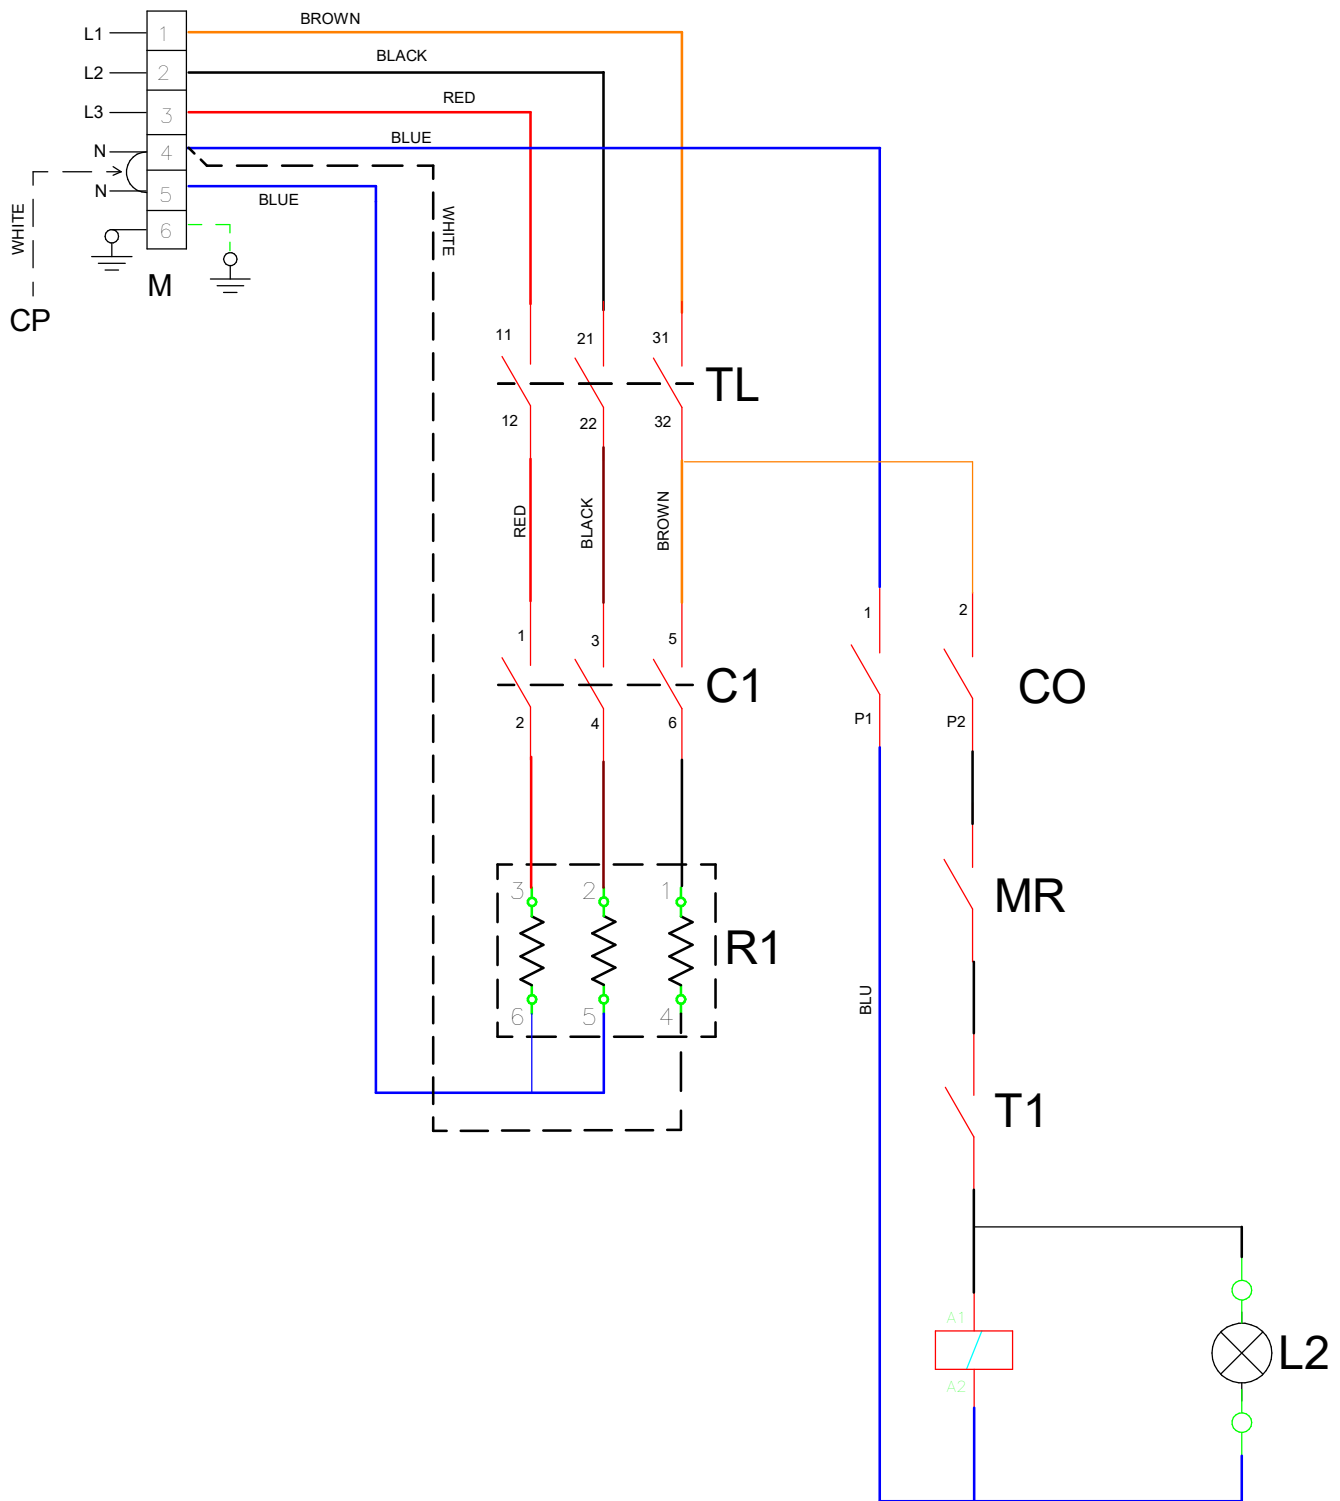 BROWN
L1 1
BLACK
L2 2
RED
L3 3
BLUE
N 4
N 5
BLUE
WHITE
WHITE
6
M
CP
11 21 31
TL
12 22 32
RED BLACK BROWN
1 3 5
1 2
C1
CO
2 4 6
P1 P2
3 2 1
MR
R1
6 5 4
BLU
T1
A1
L2
A2